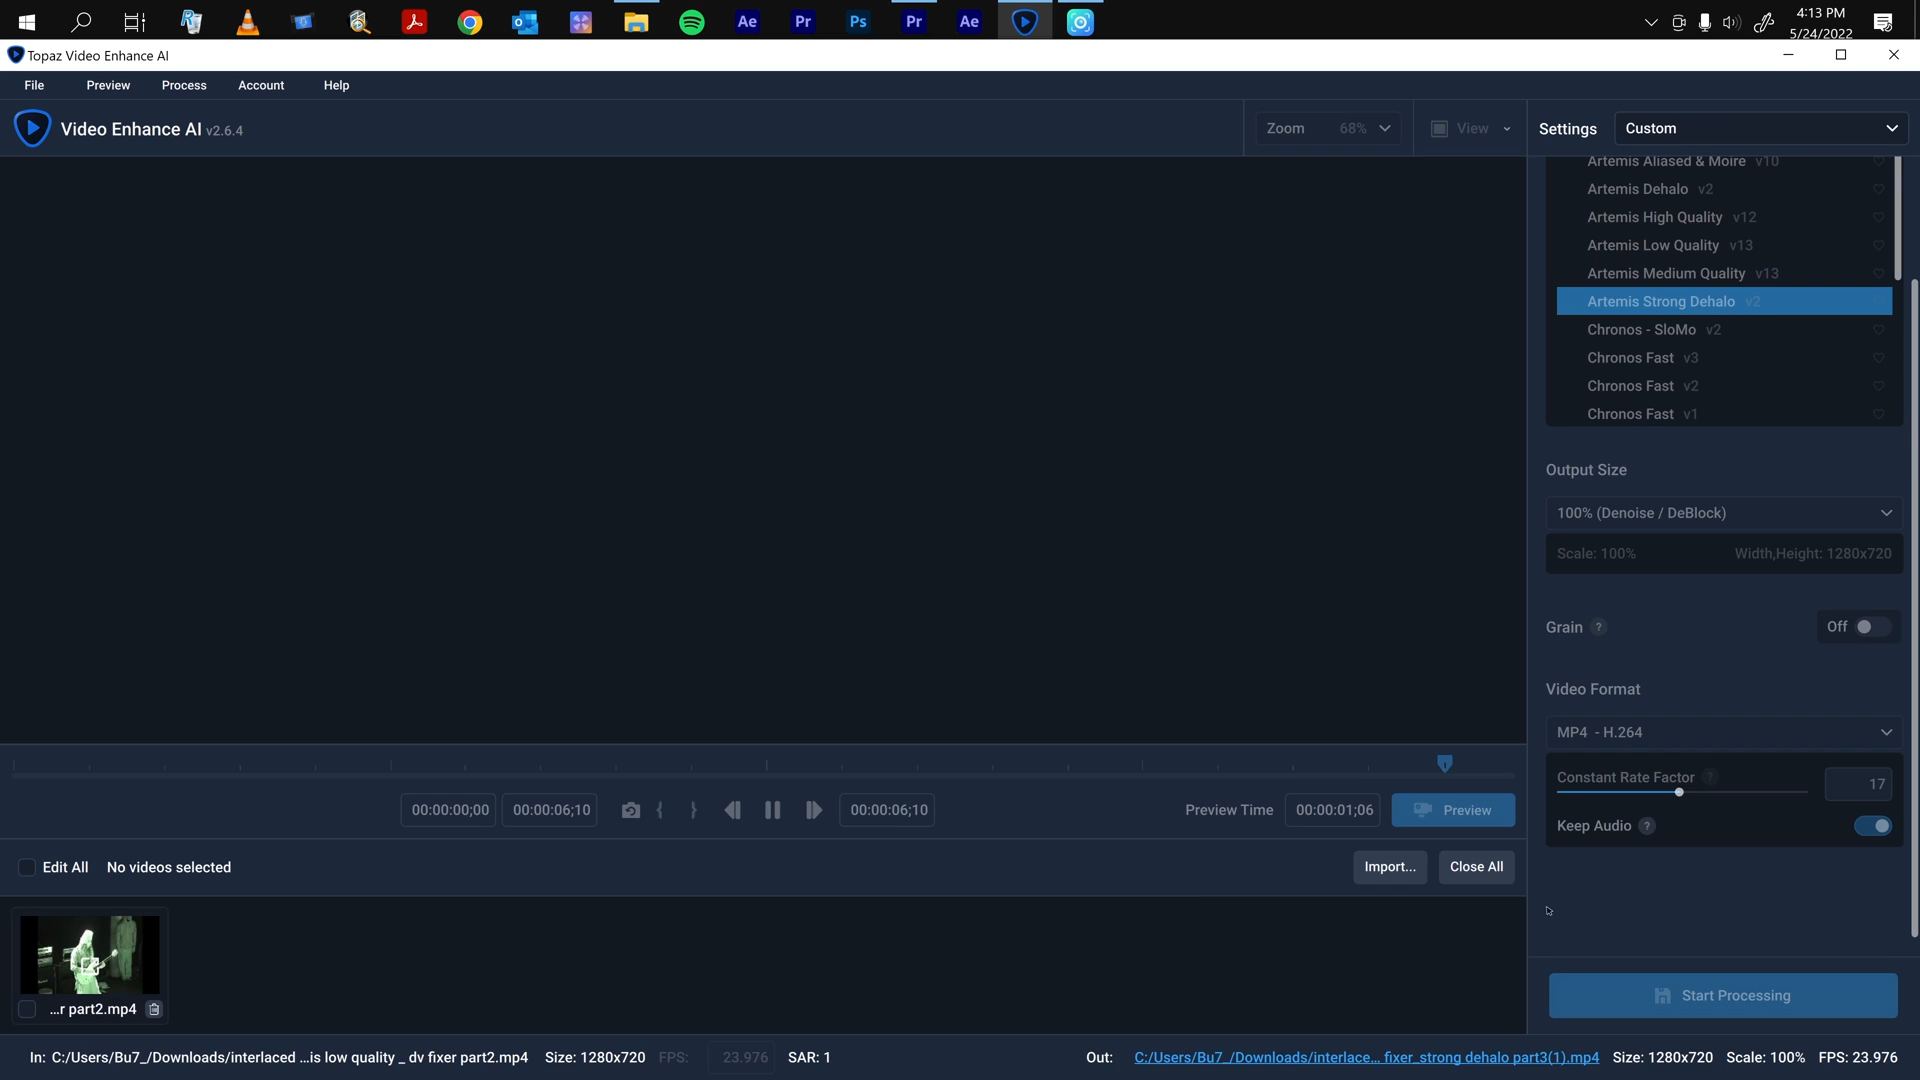 Ae
Pr
Ps
Pr
Ae
4:13 PM
5/24/2022
Topaz Video Enhance AI
File
Preview
Process
Account
Help
Video Enhance AI v2.6.4
Zoom 68%
View
Settings
Custom
Artemis Aliased & Moire v10
Artemis Dehalo v2
Artemis High Quality v12
Artemis Low Quality v13
Artemis Medium Quality v13
Artemis Strong Dehalo v2
Chronos - SloMo v2
Chronos Fast v3
Chronos Fast v2
Chronos Fast v1
Output Size
100% (Denoise / DeBlock)
Scale: 100% Width,Height: 1280x720
Grain ? Off
Video Format
MP4 - H.264
Constant Rate Factor ? 17
Keep Audio ?
00:00:00;00
00:00:06;10
{ }
00:00:06;10
Preview Time
00:00:01;06
Preview
Edit All No videos selected
Import...
Close All
...r part2.mp4
Start Processing
In: C:/Users/Bu7_/Downloads/interlaced ...is low quality _ dv fixer part2.mp4 Size: 1280x720 FPS: 23.976 SAR: 1
Out: C:/Users/Bu7_/Downloads/interlace... fixer_strong dehalo part3(1).mp4 Size: 1280x720 Scale: 100% FPS: 23.976